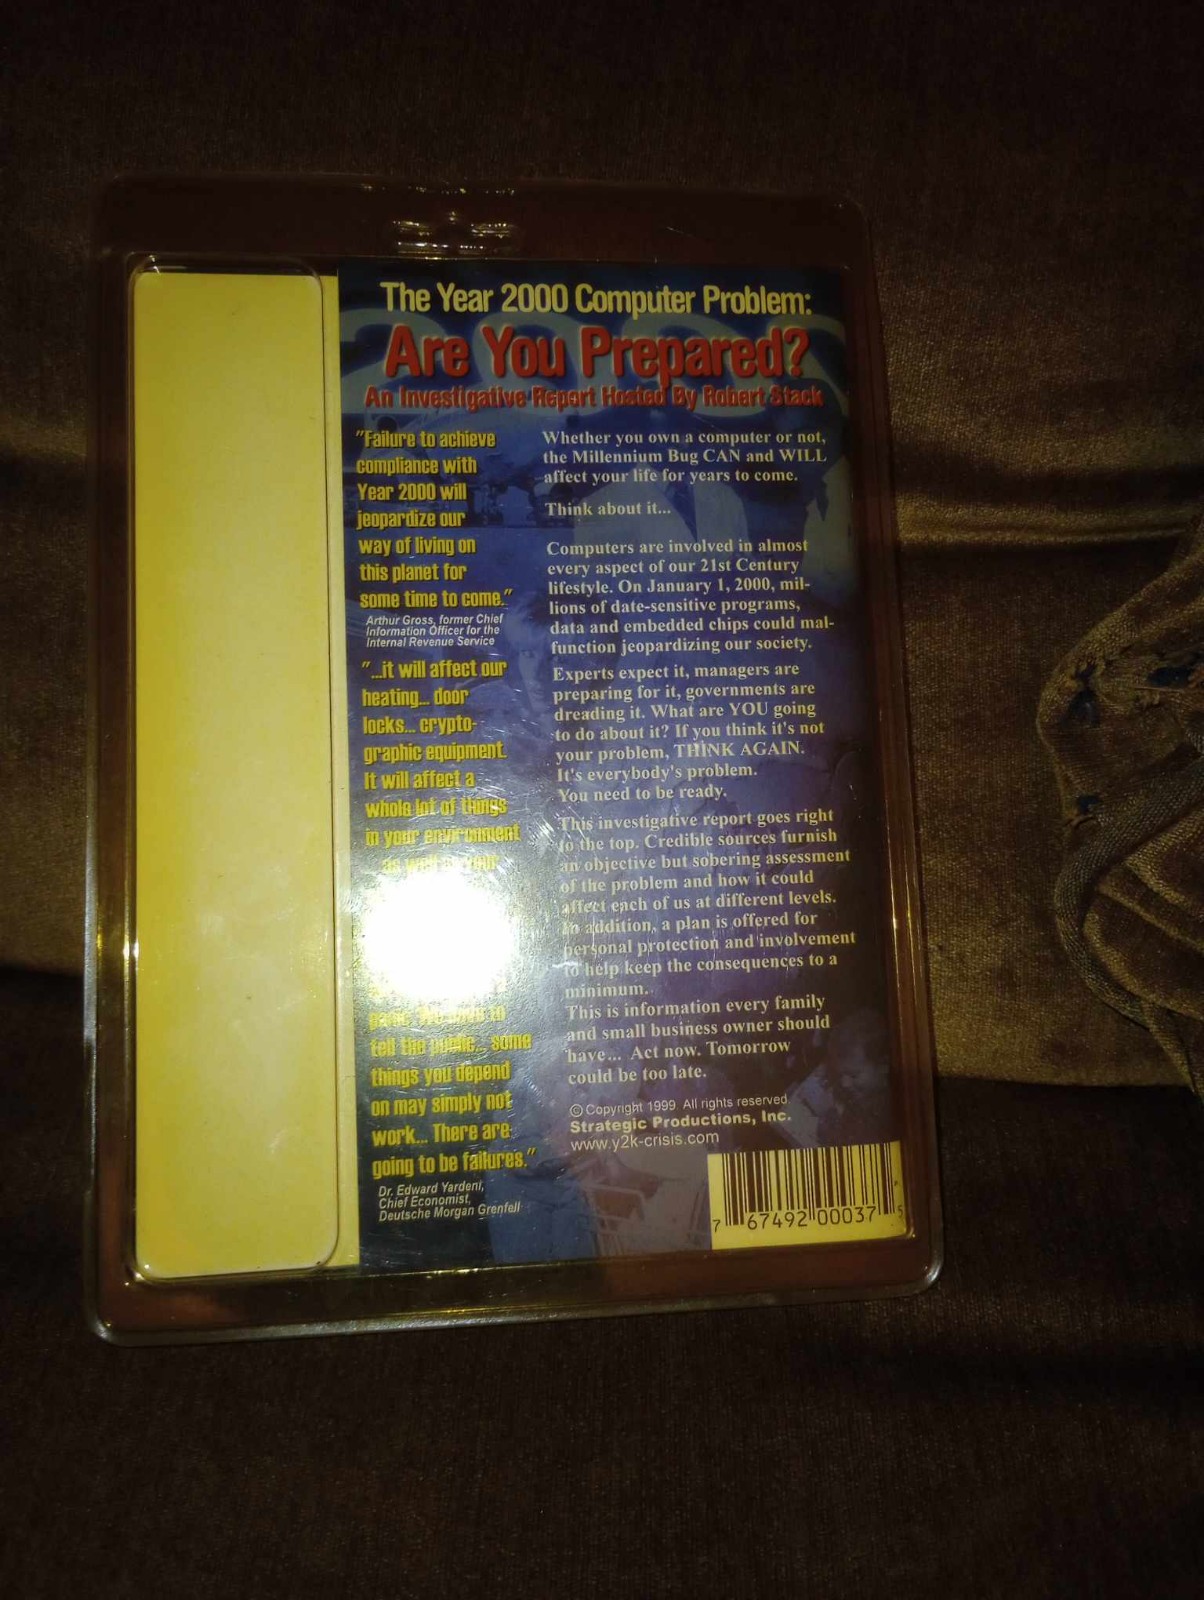 The Year 2000 Computer Problem:
Are You Prepared?
An Investigative Report Hosted By Robert Stack
"Failure to achieve
compliance with
Year 2000 will
jeopardize our
way of living on
this planet for
some time to come."
Arthur Gross, former Chief
Information Officer for the
Internal Revenue Service
"...it will affect our
heating... door
locks... crypto-
graphic equipment.
It will affect a
whole lot of things
in your environment
as well as your
tell the public... some
things you depend
on may simply not
work... There are
going to be failures."
Dr. Edward Yardeni,
Chief Economist,
Deutsche Morgan Grenfell
Whether you own a computer or not,
the Millennium Bug CAN and WILL
affect your life for years to come.
Think about it...
Computers are involved in almost
every aspect of our 21st Century
lifestyle. On January 1, 2000, mil-
lions of date-sensitive programs,
data and embedded chips could mal-
function jeopardizing our society.
Experts expect it, managers are
preparing for it, governments are
dreading it. What are YOU going
to do about it? If you think it's not
your problem, THINK AGAIN.
It's everybody's problem.
You need to be ready.
This investigative report goes right
to the top. Credible sources furnish
an objective but sobering assessment
of the problem and how it could
affect each of us at different levels.
In addition, a plan is offered for
personal protection and involvement
to help keep the consequences to a
minimum.
This is information every family
and small business owner should
have... Act now. Tomorrow
could be too late.
© Copyright 1999. All rights reserved.
Strategic Productions, Inc.
www.y2k-crisis.com
7 67492 00037 5